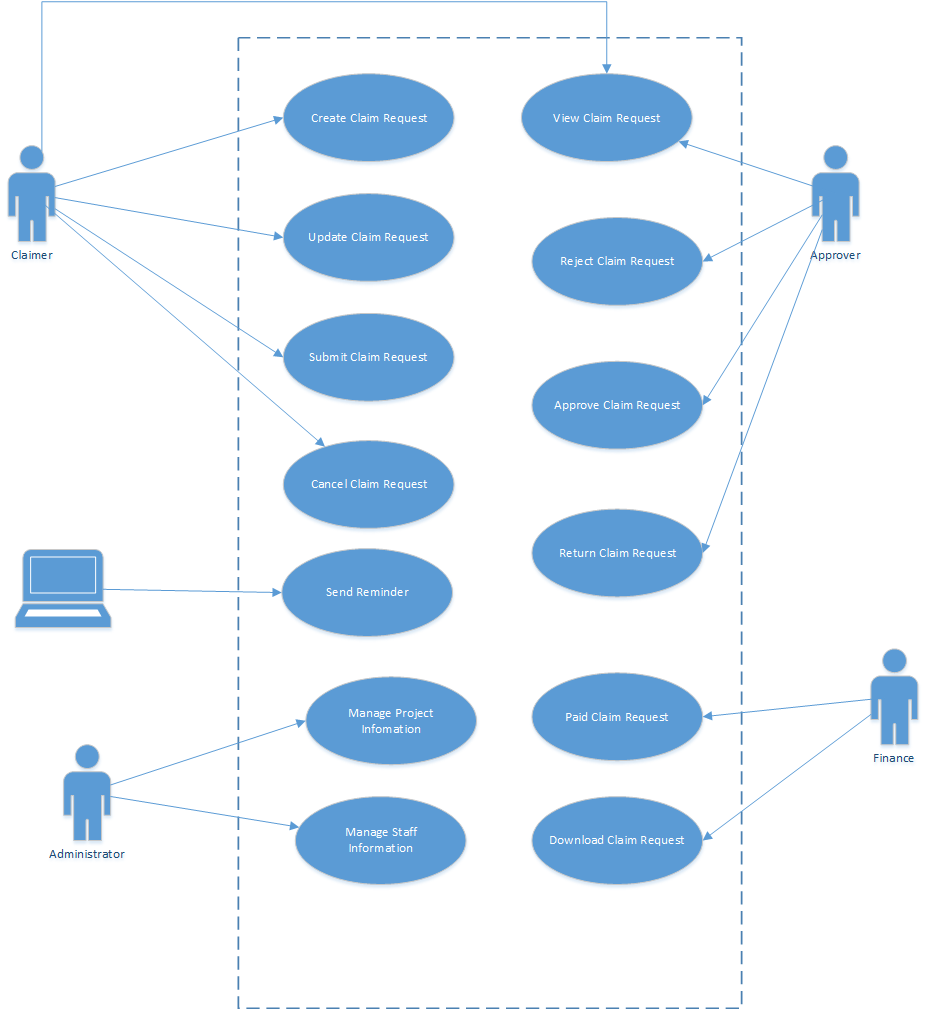 Create Claim Request
View Claim Request
Claimer
Approver
Update Claim Request
Reject Claim Request
Submit Claim Request
Approve Claim Request
Cancel Claim Request
Return Claim Request
Send Reminder
Manage Project
Infomation
Paid Claim Request
Finance
Manage Staff
Information
Download Claim Request
Administrator